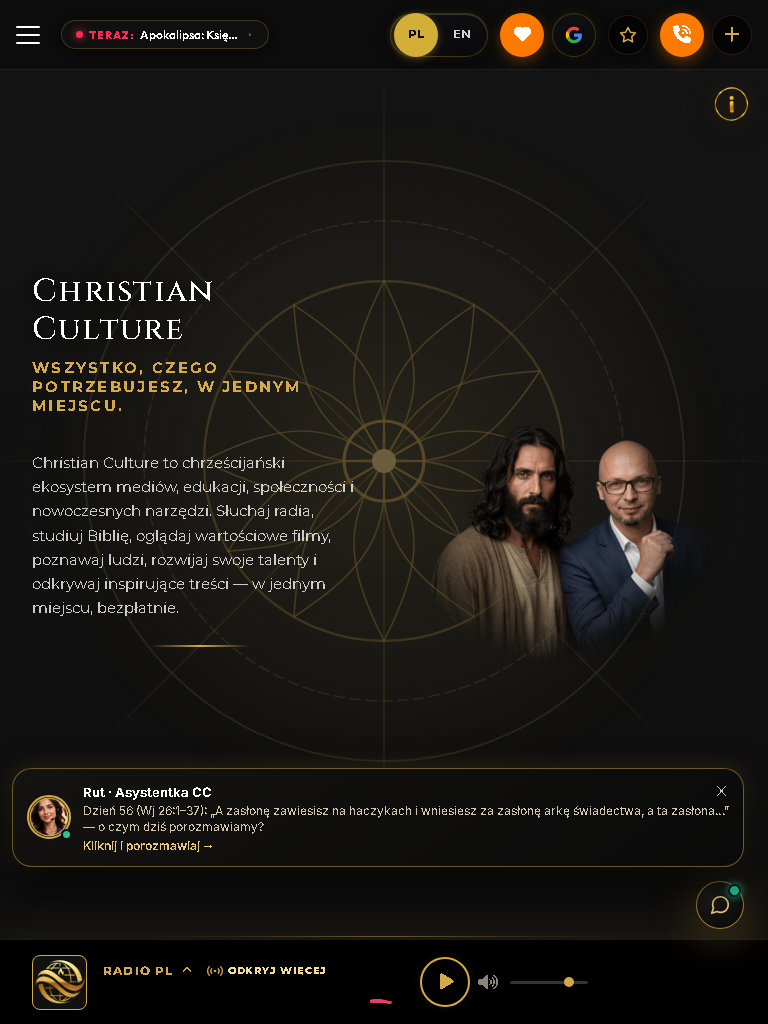 TERAZ: Apokalipsa: Księ...
PL
EN
CHRISTIAN
CULTURE
WSZYSTKO, CZEGO
POTRZEBUJESZ, W JEDNYM
MIEJSCU.
Christian Culture to chrześcijański
ekosystem mediów, edukacji, społeczności i
nowoczesnych narzędzi. Słuchaj radia,
studiuj Biblię, oglądaj wartościowe filmy,
poznawaj ludzi, rozwijaj swoje talenty i
odkrywaj inspirujące treści — w jednym
miejscu, bezpłatnie.
Rut · Asystentka CC
Dzień 56 (Wj 26:1–37): „A zasłonę zawiesisz na haczykach i wniesiesz za zasłonę arkę świadectwa, a ta zasłona…”
— o czym dziś porozmawiamy?
Kliknij i porozmawiaj →
RADIO PL
ODKRYJ WIĘCEJ